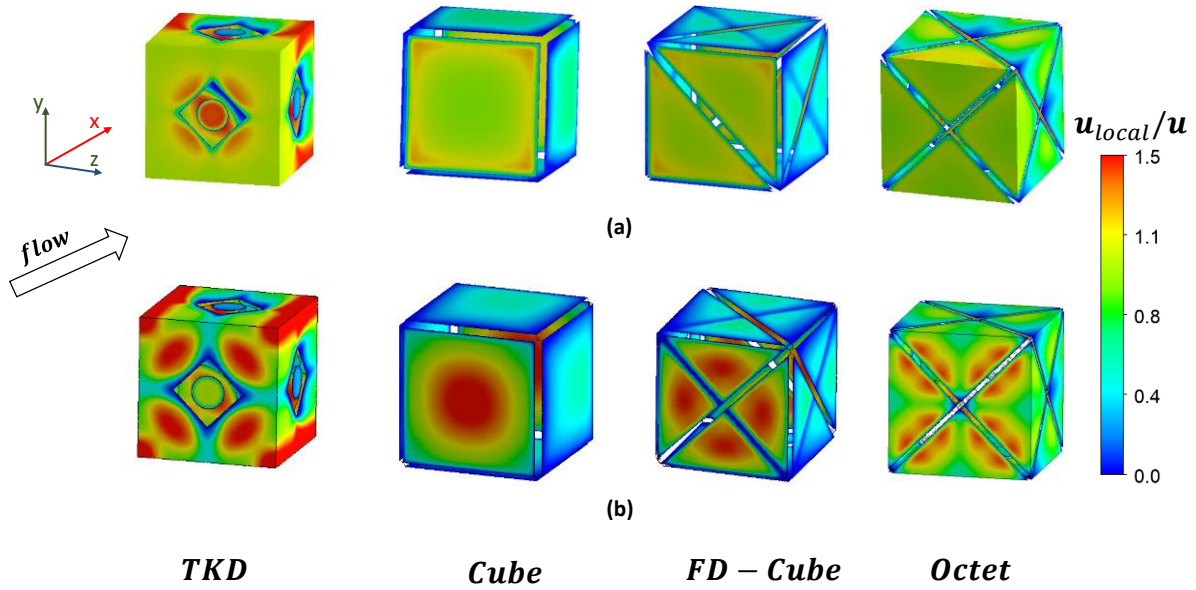 y
x
z
u_local/u
1.5
1.1
0.8
0.4
0.0
(a)
flow
(b)
TKD Cube FD − Cube Octet